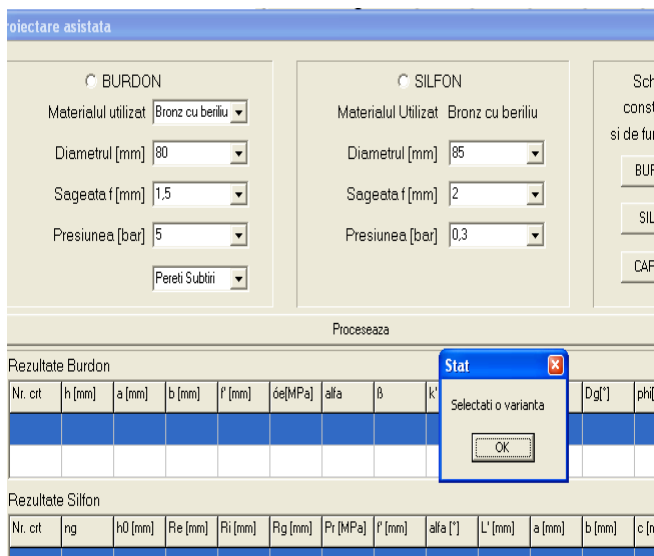 roiectare asistata
BURDON
Materialul utilizat Bronz cu beriliu
Diametrul [mm] 80
Sageata f [mm] 1,5
Presiunea [bar] 5
Pereti Subtiri
SILFON
Materialul Utilizat Bronz cu beriliu
Diametrul [mm] 85
Sageata f [mm] 2
Presiunea [bar] 0,3
Sch
const
si de fur
BUR
SIL
CAP
Proceseaza
Rezultate Burdon
Nr. crt h [mm] a [mm] b [mm] f' [mm] óe[MPa] alfa ß k' Dg[°] phi[
Stat
Selectati o varianta
OK
Rezultate Silfon
Nr. crt ng h0 [mm] Re [mm] Ri [mm] Rg [mm] Pr [MPa] f' [mm] alfa [°] L' [mm] a [mm] b [mm] c [m